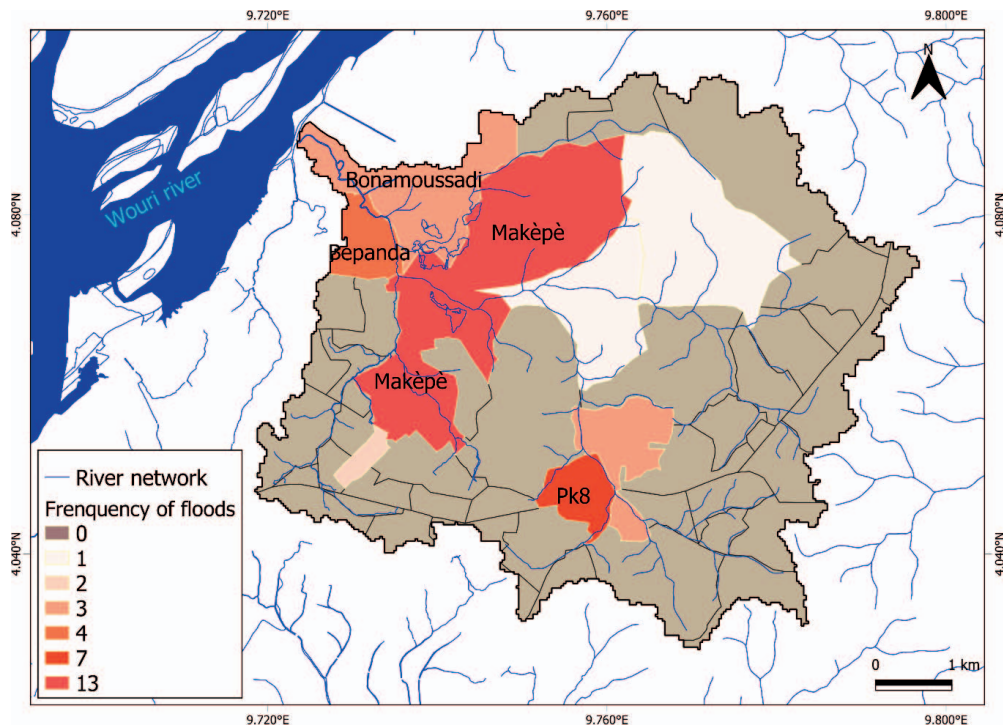 9.720°E
9.760°E
9.800°E
N
Wouri river
Bonamoussadi
4.080°N
4.080°N
Makèpè
Bepanda
Makèpè
River network
Frenquency of floods
0
1
2
3
4
7
13
Pk8
4.040°N
4.040°N
0 1 km
9.720°E
9.760°E
9.800°E